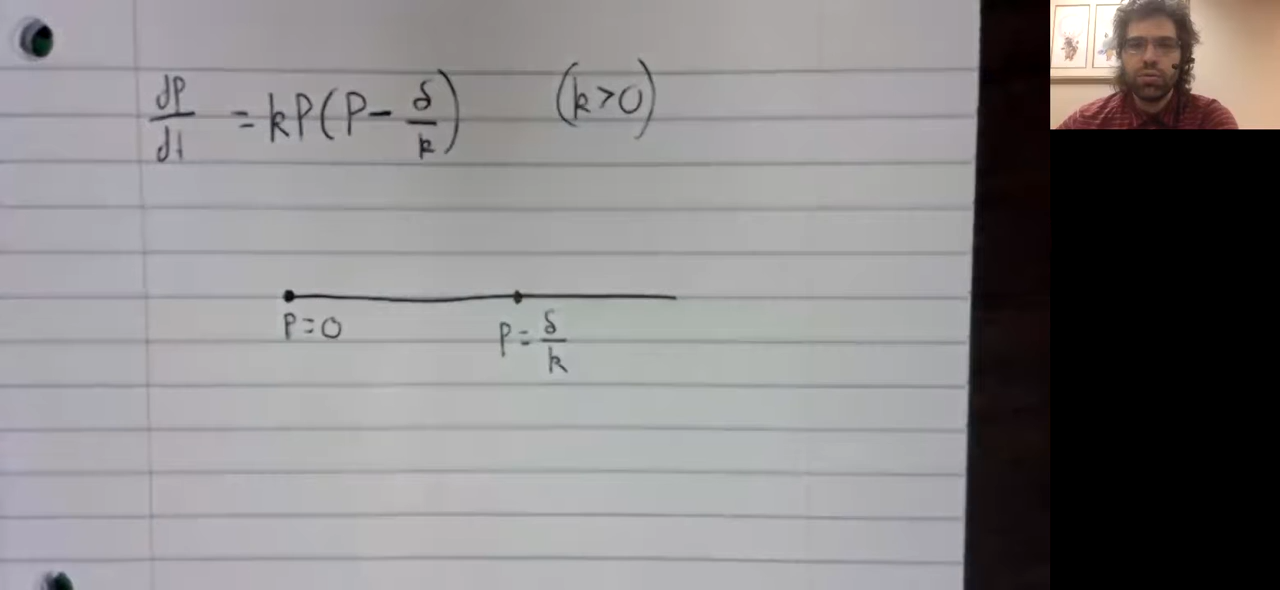 dP/dt = kP(P - δ/k) (k>0)
P=0 P=δ/k